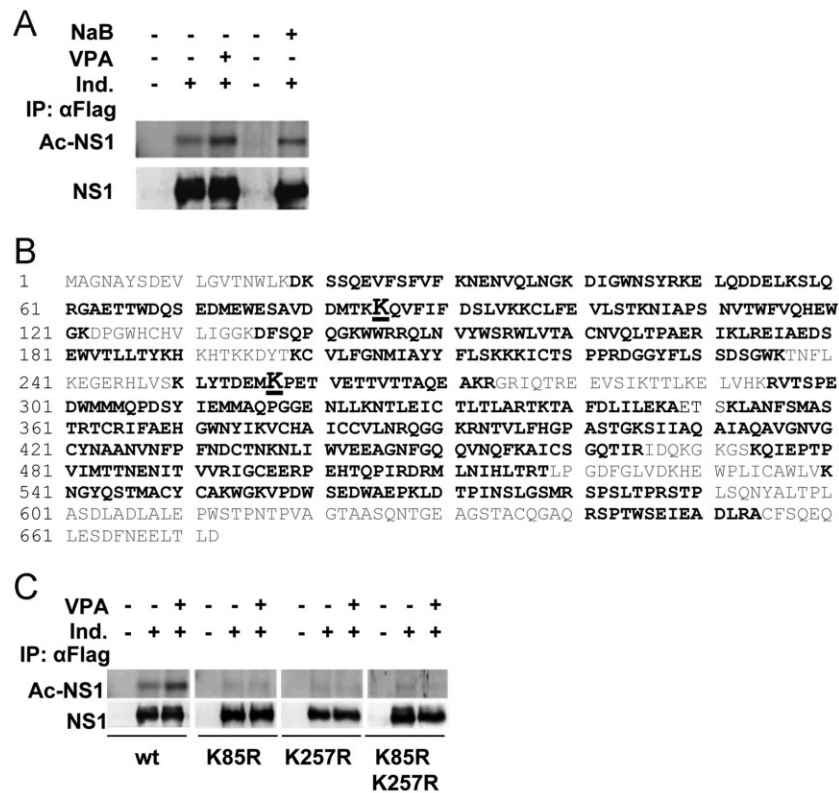 A
NaB - - - - +
VPA - - + - -
Ind. - + + - +
IP: αFlag
Ac-NS1
NS1
B
1 MAGNAYSDEV LGVTNWLKDK SSQEVFSFVF KNENVQLNGK DIGWNSYRKE LQDDELKSLQ
61 RGAETTWDQS EDMEWESAVD DMTKKQVFIF DSLVKKCLFE VLSTKNIAPS NVTWFVQHEW
121 GKDPGWHCHV LIGGKDFSQP QGKWWRRQLN VYWSRWLVTA CNVQLTPAER IKLREIAEDS
181 EWVTLLTYKH KHTKKDYTKC VLFGNMIAYY FLSKKKICTS PPRDGGYFLS SDSGWKTNFL
241 KEGERHLVSK LYTDEMKPET VETTVTTAQE AKRGRIQTRE EVSIKTTLKE LVHKRVTSPE
301 DWMMMQPDSY IEMMAQPGGE NLLKNTLEIC TLTLARTKTA FDLILEKAET SKLANFSMAS
361 TRTCRIFAEH GWNYIKVCHA ICCVLNRQGG KRNTVLFHGP ASTGKSIIAQ AIAQAVGNVG
421 CYNAANVNFP FNDCTNKNLI WVEEAGNFGQ QVNQFKAICS GQTIRIDQKG KGSKQIEPTP
481 VIMTTNENIT VVRIGCEERP EHTQPIRDRM LNIHLTRTLP GDFGLVDKHE WPLICAWLVK
541 NGYQSTMACY CAKWGKVPDW SEDWAEPKLD TPINSLGSMR SPSLTPRSTP LSQNYALTPL
601 ASDLADLALE PWSTPNTPVA GTAASQNTGE AGSTACQGAQ RSPTWSEIEA DLRACFSQEQ
661 LESDFNEELT LD
C
VPA - - + - - + - - + - - +
Ind. - + + - + + - + + - + +
IP: αFlag
Ac-NS1
NS1
wt K85R K257R K85R
K257R